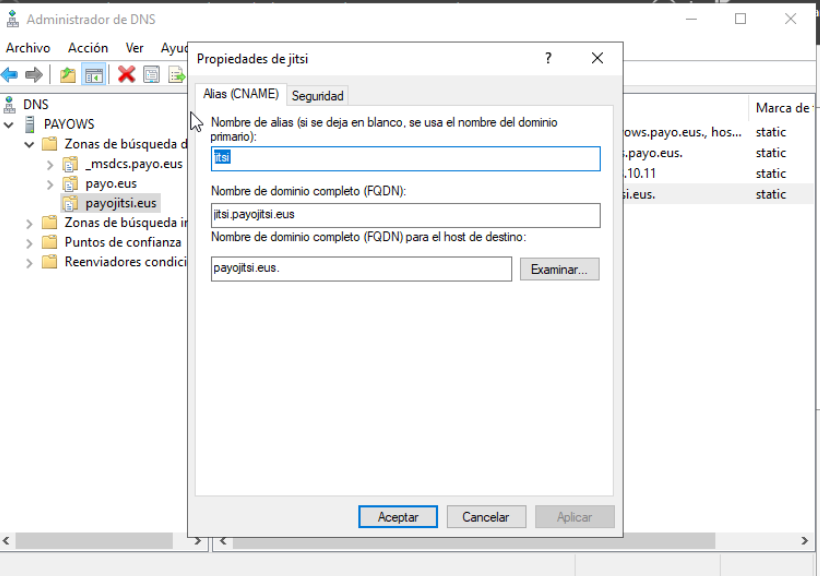 Administrador de DNS
Archivo Acción Ver Ayuc
DNS
PAYOWS
Zonas de búsqueda d
_msdcs.payo.eus
payo.eus
payojitsi.eus
Zonas de búsqueda in
Puntos de confianza
Reenviadores condici
Propiedades de jitsi
?
Alias (CNAME) Seguridad
Nombre de alias (si se deja en blanco, se usa el nombre del dominio
primario):
jitsi
Nombre de dominio completo (FQDN):
jitsi.payojitsi.eus
Nombre de dominio completo (FQDN) para el host de destino:
payojitsi.eus.
Examinar...
Aceptar Cancelar Aplicar
Marca de
ows.payo.eus., hos... static
.payo.eus. static
.10.11 static
si.eus. static